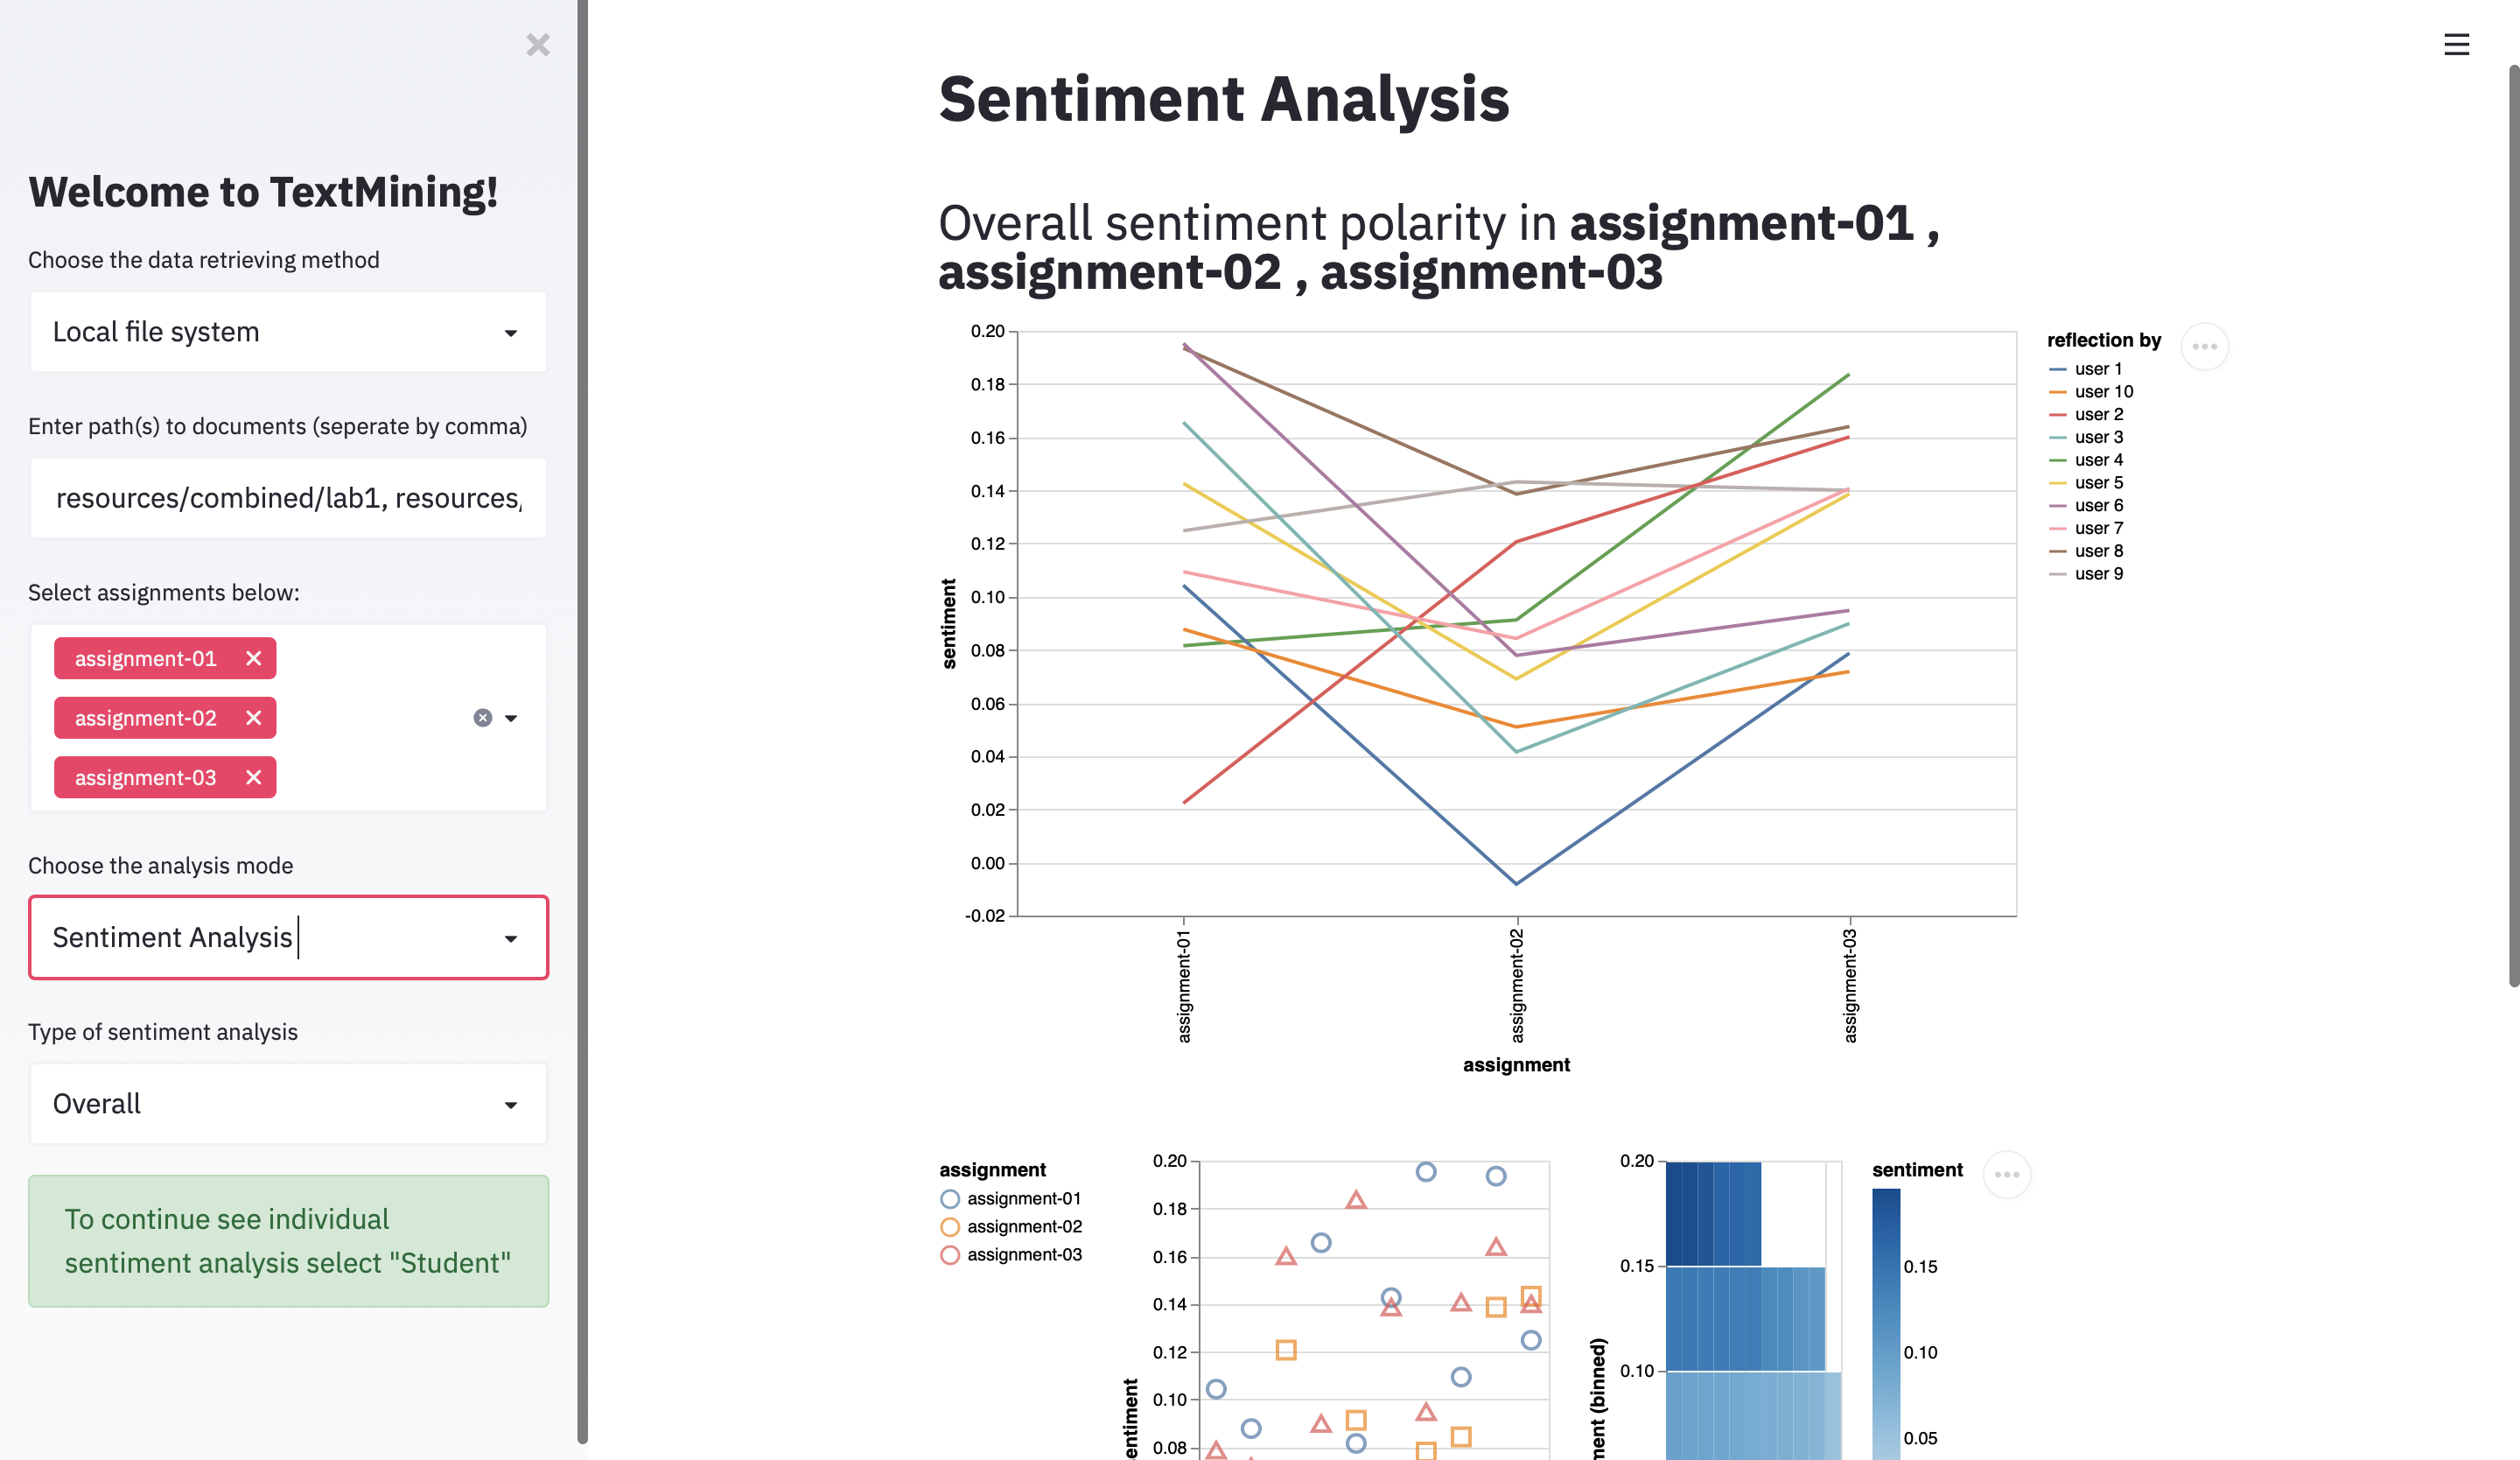 Welcome to TextMining!
Choose the data retrieving method
Local file system
Enter path(s) to documents (seperate by comma)
resources/combined/lab1, resources,
Select assignments below:
assignment-01
assignment-02
assignment-03
Choose the analysis mode
Sentiment Analysis
Type of sentiment analysis
Overall
To continue see individual
sentiment analysis select "Student"
Sentiment Analysis
Overall sentiment polarity in assignment-01 ,
assignment-02 , assignment-03
0.20
0.18
0.16
0.14
0.12
0.10
0.08
0.06
0.04
0.02
0.00
-0.02
sentiment
assignment-01
assignment-02
assignment-03
assignment
reflection by
user 1
user 10
user 2
user 3
user 4
user 5
user 6
user 7
user 8
user 9
assignment
assignment-01
assignment-02
assignment-03
0.20
0.18
0.16
0.14
0.12
0.10
0.08
entiment
0.20
0.15
0.10
ment (binned)
sentiment
0.15
0.10
0.05